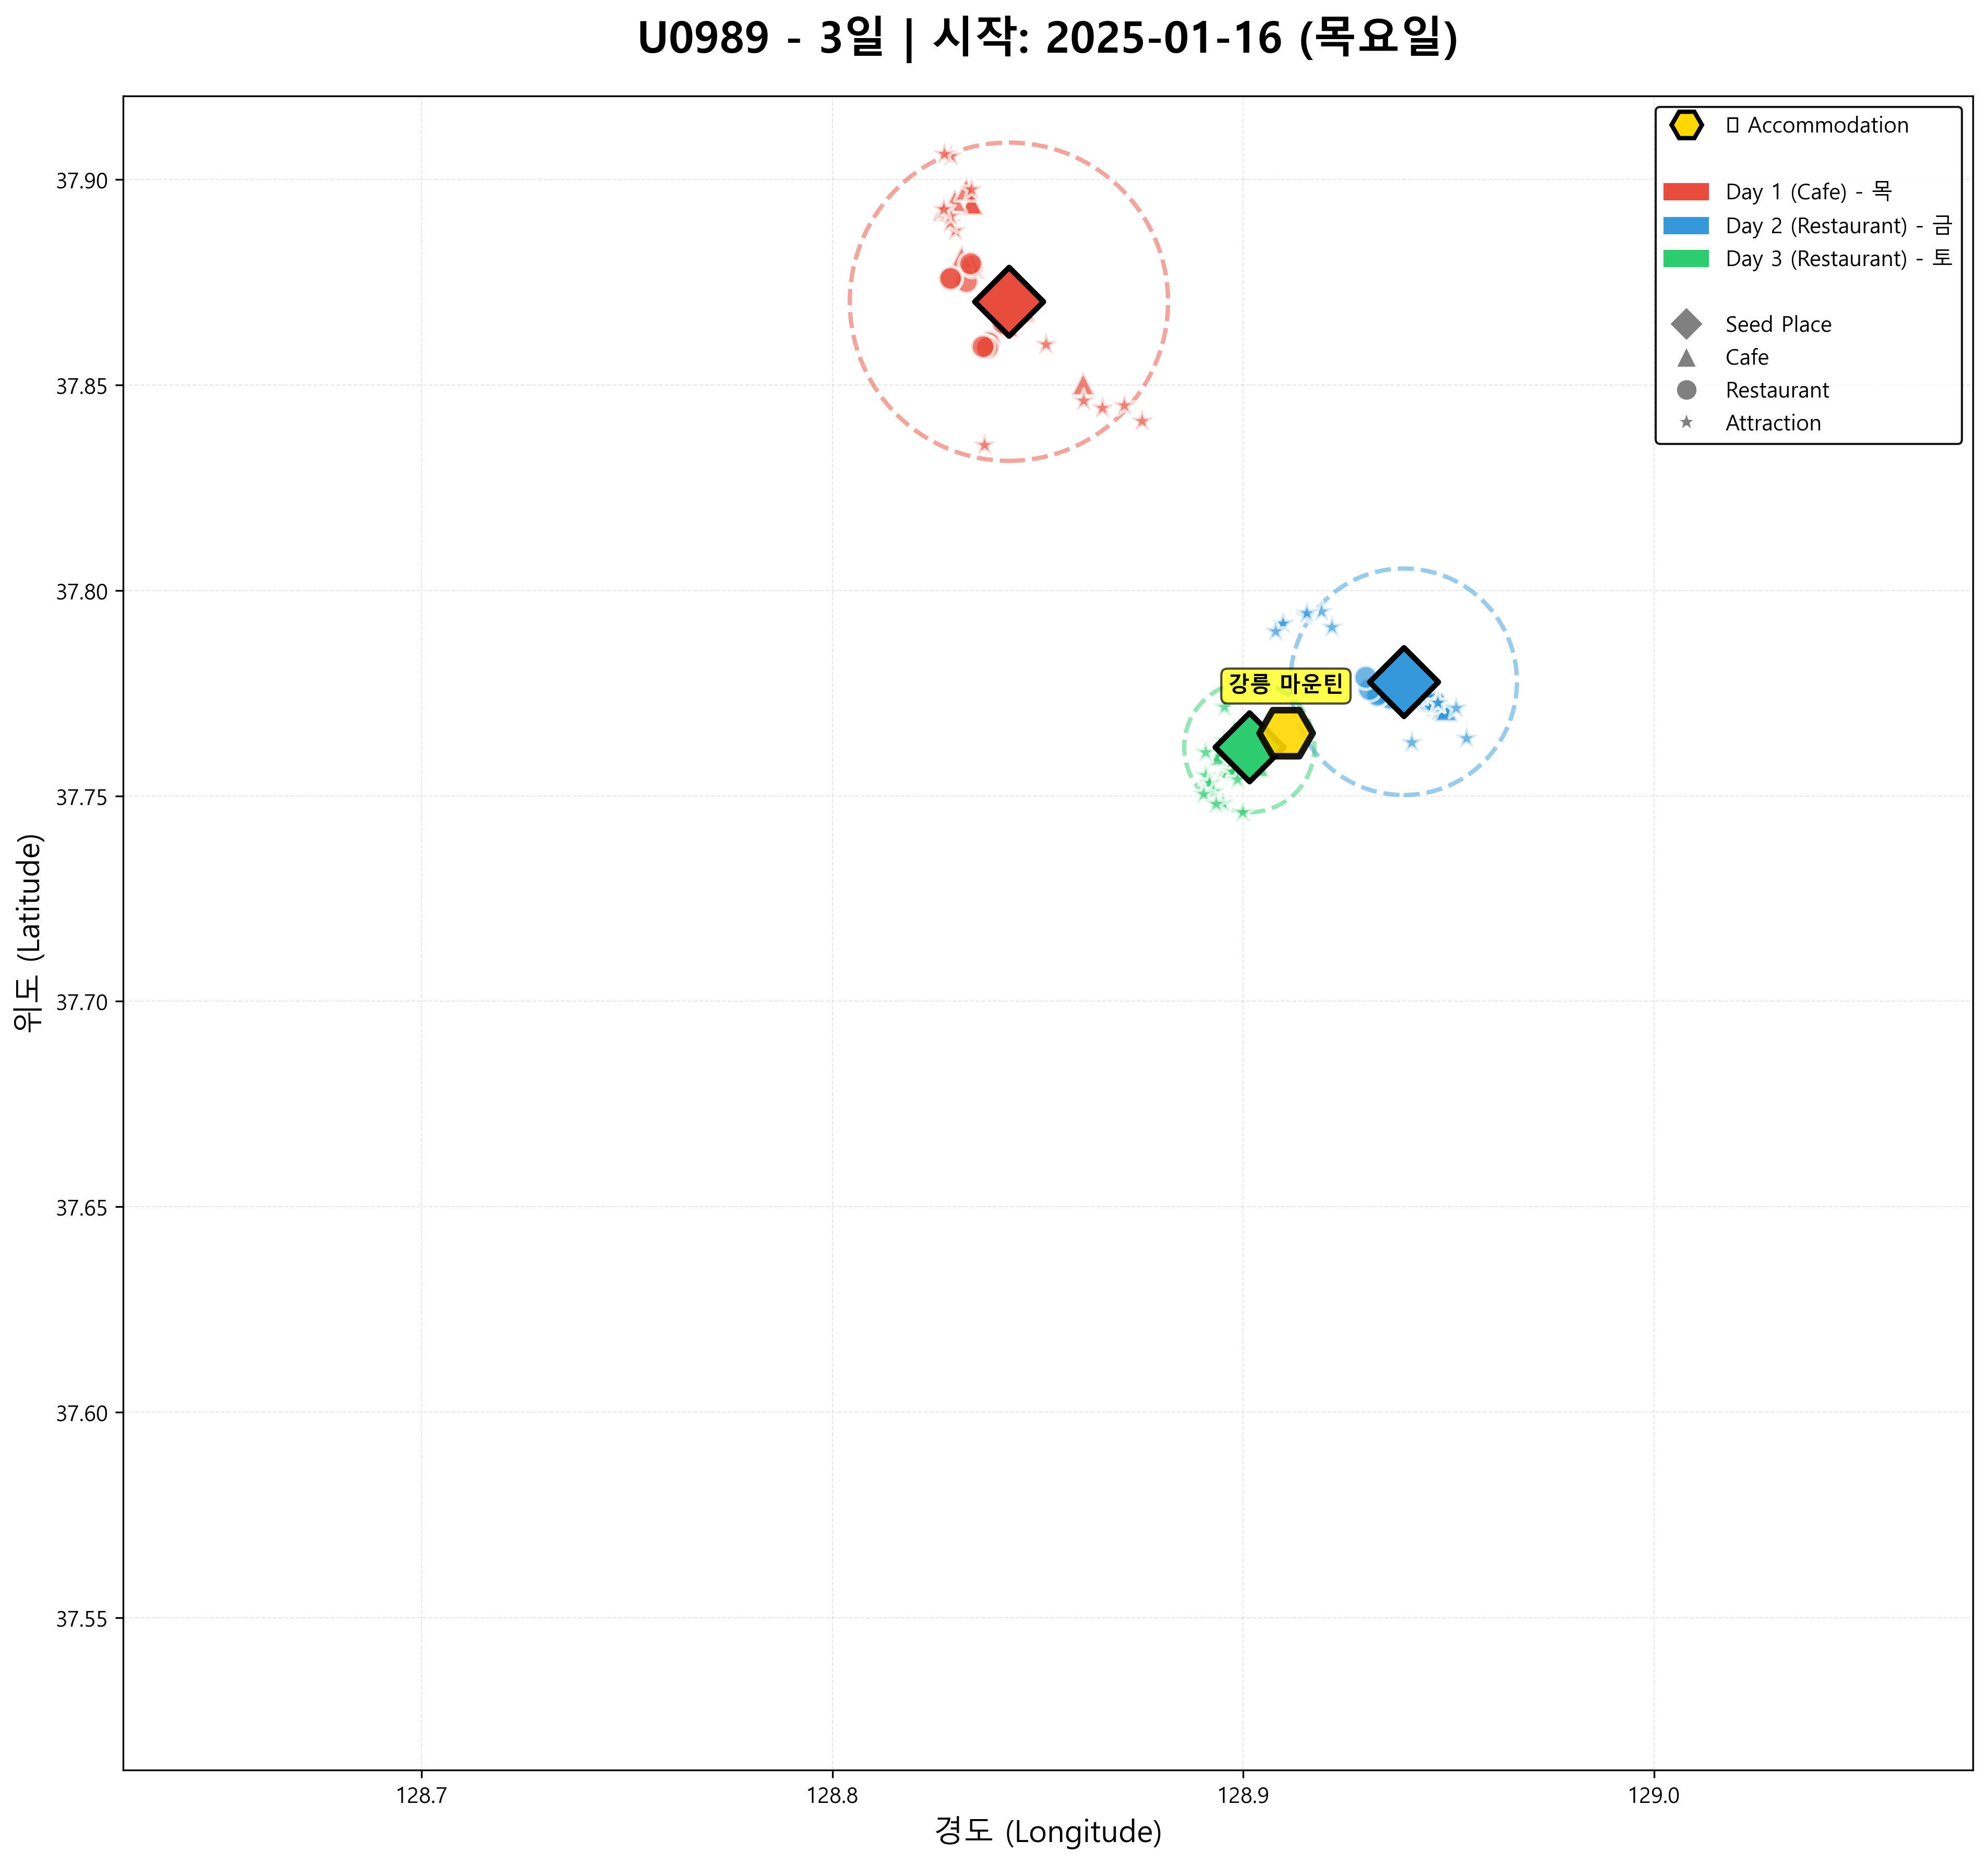 U0989 - 3일 | 시작: 2025-01-16 (목요일)
Accommodation
Day 1 (Cafe) - 목
Day 2 (Restaurant) - 금
Day 3 (Restaurant) - 토
Seed Place
Cafe
Restaurant
Attraction
강릉 마운틴
위도 (Latitude)
37.90
37.85
37.80
37.75
37.70
37.65
37.60
37.55
128.7
128.8
128.9
129.0
경도 (Longitude)